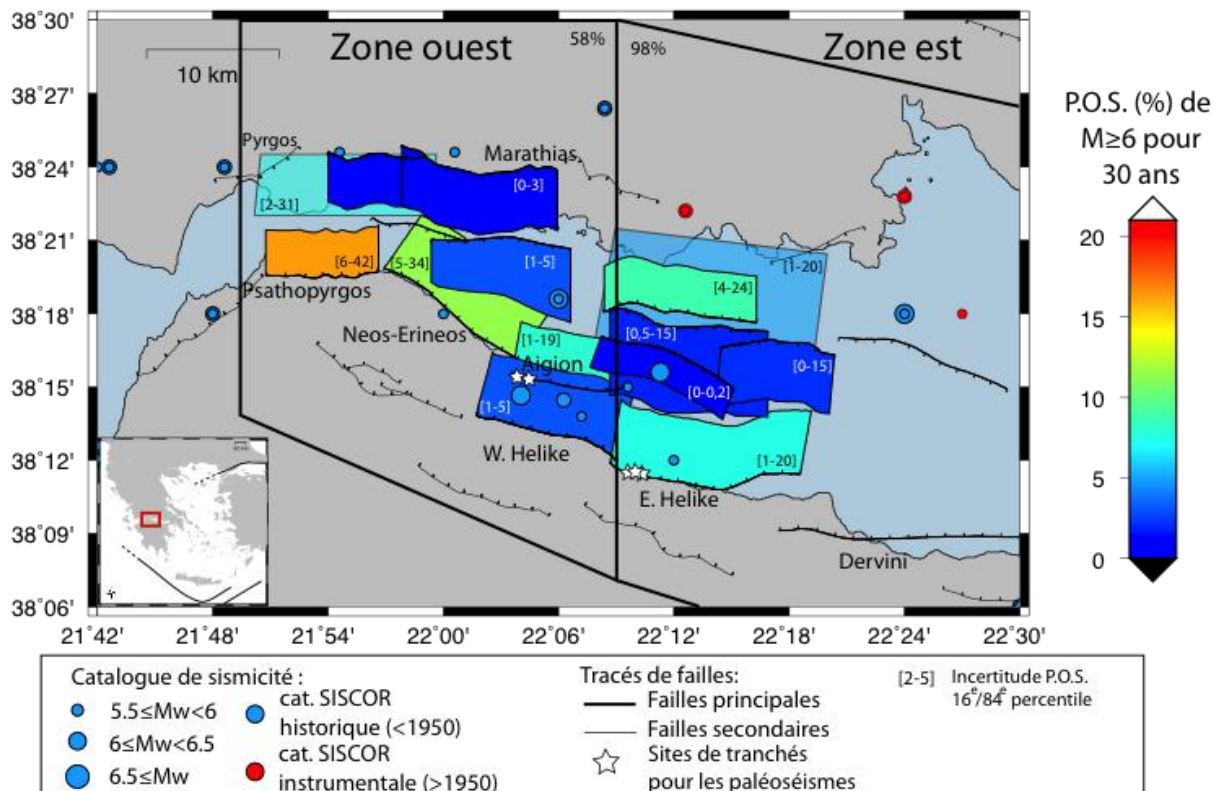 38˚30'
38˚27'
38˚24'
38˚21'
38˚18'
38˚15'
38˚12'
38˚09'
38˚06'
21˚42'
21˚48'
21˚54'
22˚00'
22˚06'
22˚12'
22˚18'
22˚24'
22˚30'
Zone ouest
58%
98%
Zone est
10 km
Pyrgos
Marathias
[2-31]
[0-3]
[6-42]
[5-34]
[1-5]
[1-20]
[4-24]
Psathopyrgos
Neos-Erineos
[1-19]
[0,5-15]
Aigion
[0-15]
[0-0,2]
[1-5]
W. Helike
[1-20]
E. Helike
Dervini
P.O.S. (%) de
M≥6 pour
30 ans
20
15
10
5
0
Catalogue de sismicité :
5.5≤Mw<6
6≤Mw<6.5
6.5≤Mw
cat. SISCOR
historique (<1950)
cat. SISCOR
instrumentale (>1950)
Tracés de failles:
Failles principales
Failles secondaires
Sites de tranchés
pour les paléoséismes
[2-5] Incertitude P.O.S.
16e/84e percentile